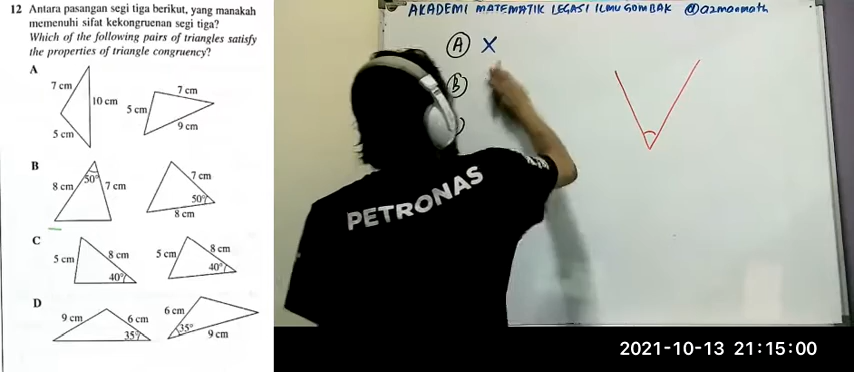 12 Antara pasangan segi tiga berikut, yang manakah
memenuhi sifat kekongruenan segi tiga?
Which of the following pairs of triangles satisfy
the properties of triangle congruency?
A
7 cm
10 cm
5 cm
7 cm
5 cm
9 cm
B
8 cm
50°
7 cm
7 cm
50°
8 cm
C
5 cm
8 cm
40°
5 cm
8 cm
40°
D
9 cm
6 cm
35°
6 cm
35°
9 cm
AKADEMI MATEMATIK LEGASI ILMU GOMBAK @azmanmath
A X
B
PETRONAS
2021-10-13 21:15:00